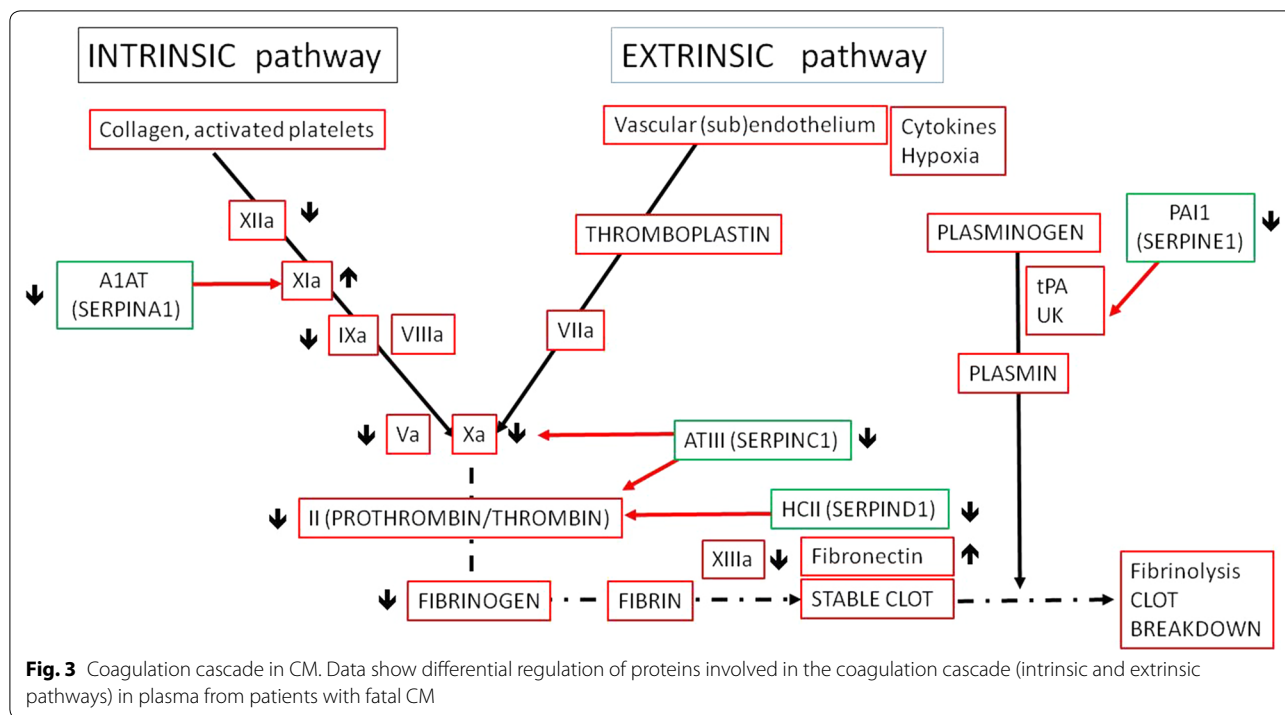 INTRINSIC pathway
EXTRINSIC pathway
Collagen, activated platelets
Vascular (sub)endothelium
Cytokines
Hypoxia
XIIa
THROMBOPLASTIN
PLASMINOGEN
PAI1
(SERPINE1)
A1AT
(SERPINA1)
XIa
tPA
UK
IXa
VIIIa
VIIa
PLASMIN
Va
Xa
ATIII (SERPINC1)
II (PROTHROMBIN/THROMBIN)
HCII (SERPIND1)
XIIIa
Fibronectin
FIBRINOGEN
FIBRIN
STABLE CLOT
Fibrinolysis
CLOT
BREAKDOWN
Fig. 3 Coagulation cascade in CM. Data show differential regulation of proteins involved in the coagulation cascade (intrinsic and extrinsic
pathways) in plasma from patients with fatal CM